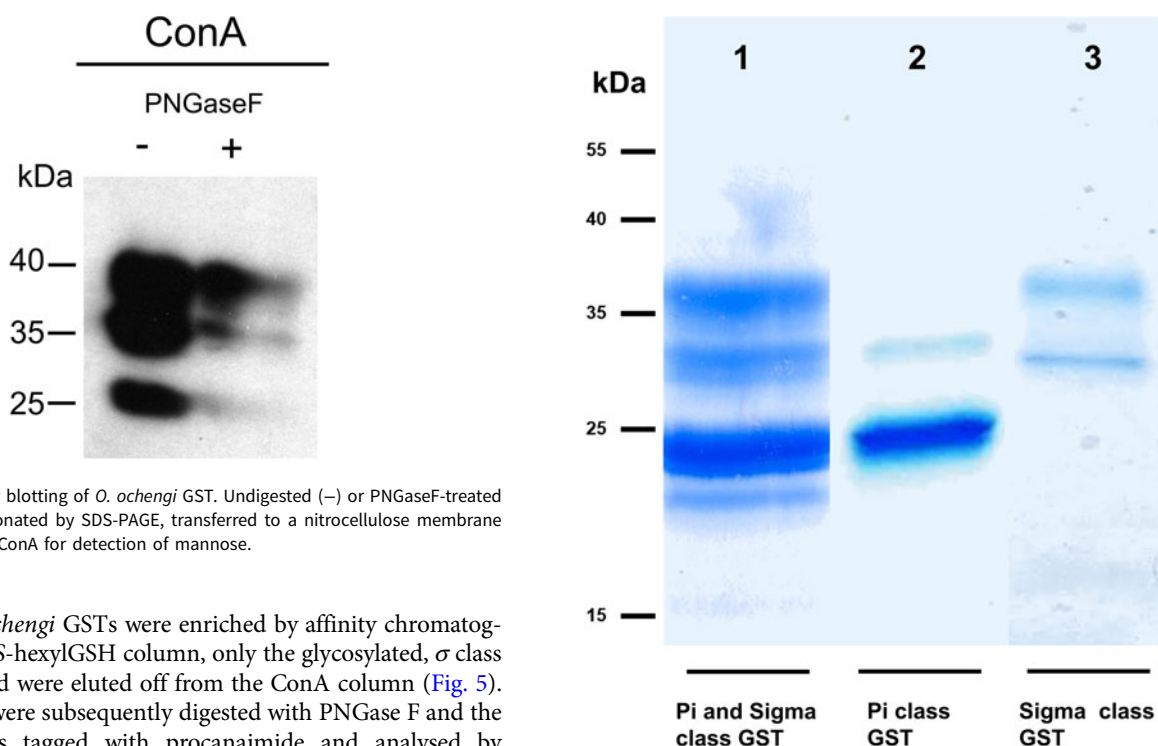 ConA
PNGaseF
- +
kDa
40
35
25
blotting of O. ochengi GST. Undigested (−) or PNGaseF-treated
onated by SDS-PAGE, transferred to a nitrocellulose membrane
ConA for detection of mannose.
hengi GSTs were enriched by affinity chromatog-
S-hexylGSH column, only the glycosylated, σ class
d were eluted off from the ConA column (Fig. 5).
were subsequently digested with PNGase F and the
s tagged with procanaimide and analysed by
1 2 3
kDa
55
40
35
25
15
Pi and Sigma
class GST
Pi class
GST
Sigma class
GST